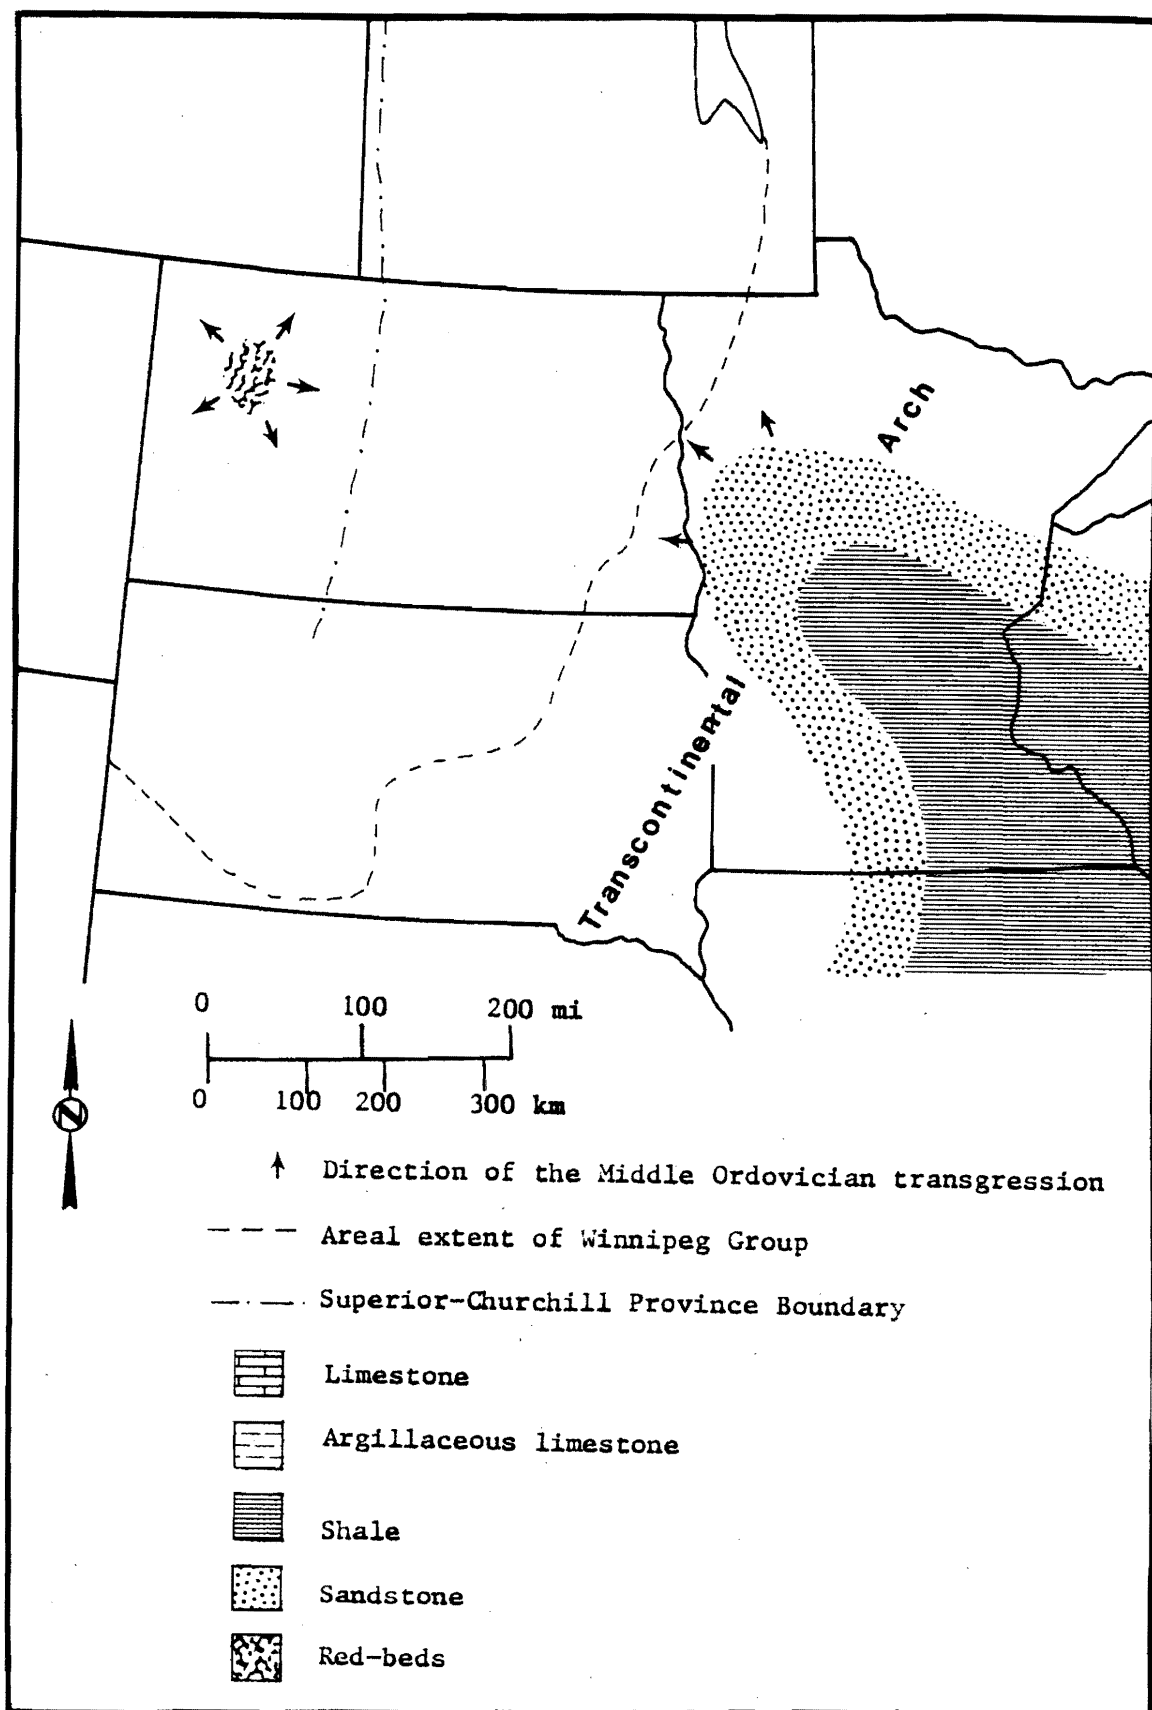 Arch
Transcontinental
0 100 200 mi
0 100 200 300 km
N
Direction of the Middle Ordovician transgression
Areal extent of Winnipeg Group
Superior-Churchill Province Boundary
Limestone
Argillaceous limestone
Shale
Sandstone
Red-beds